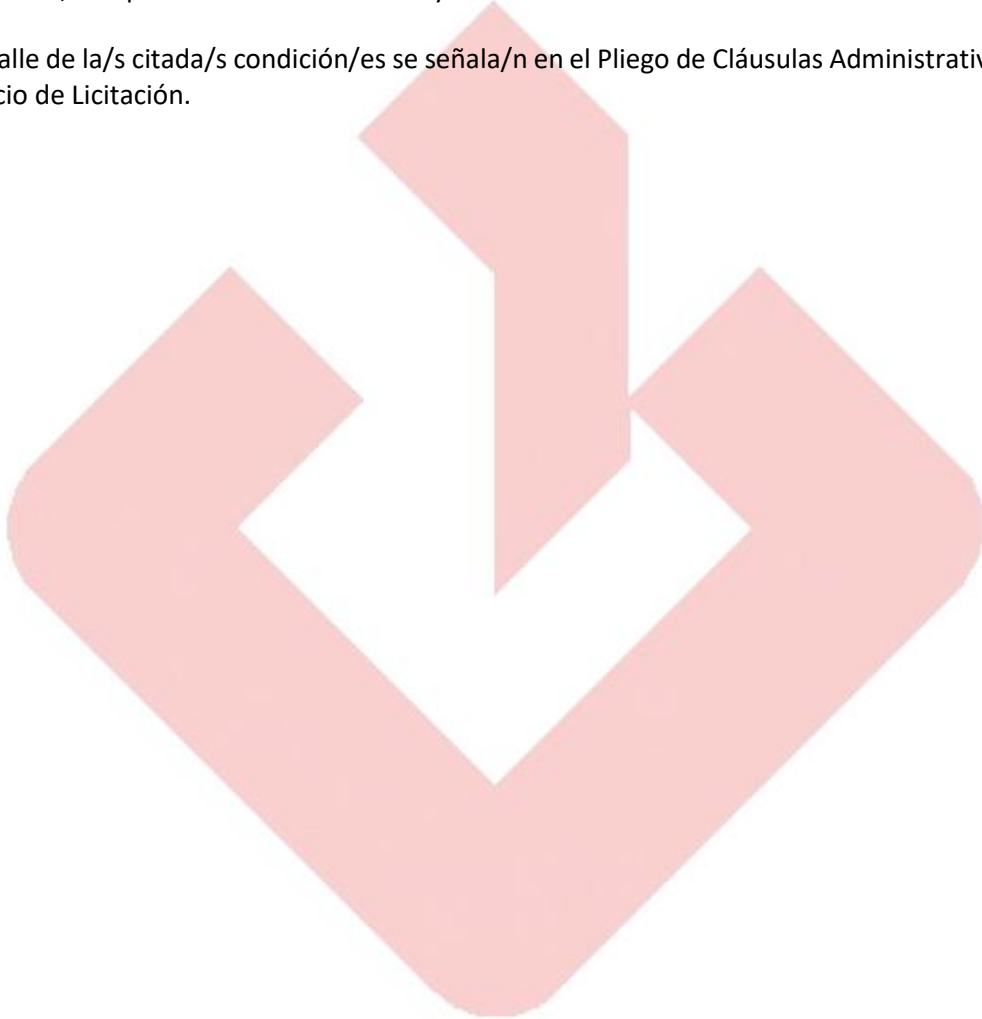 alle de la/s citada/s condición/es se señala/n en el Pliego de Cláusulas Administrativ
cio de Licitación.